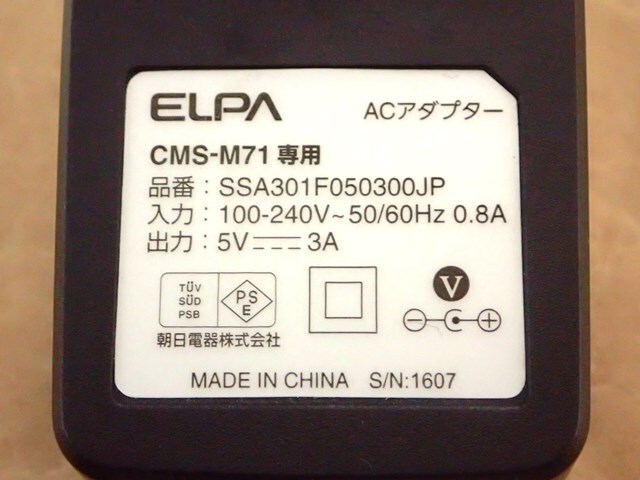 ELPA
ACアダプター
CMS-M71 専用
品番：SSA301F050300JP
入力：100-240V~50/60Hz 0.8A
出力：5V⎓3A
TÜV
SÜD
PSB
PS
E
V
朝日電器株式会社
MADE IN CHINA S/N:1607